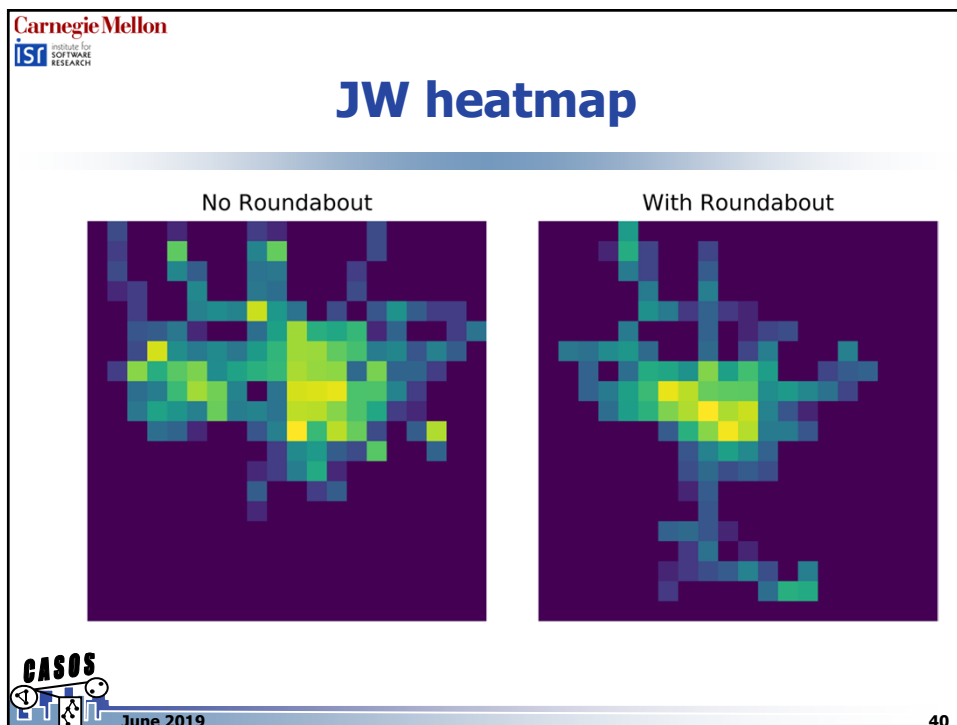 Carnegie Mellon
isr institute for
SOFTWARE
RESEARCH
JW heatmap
No Roundabout
With Roundabout
CASOS
June 2019
40